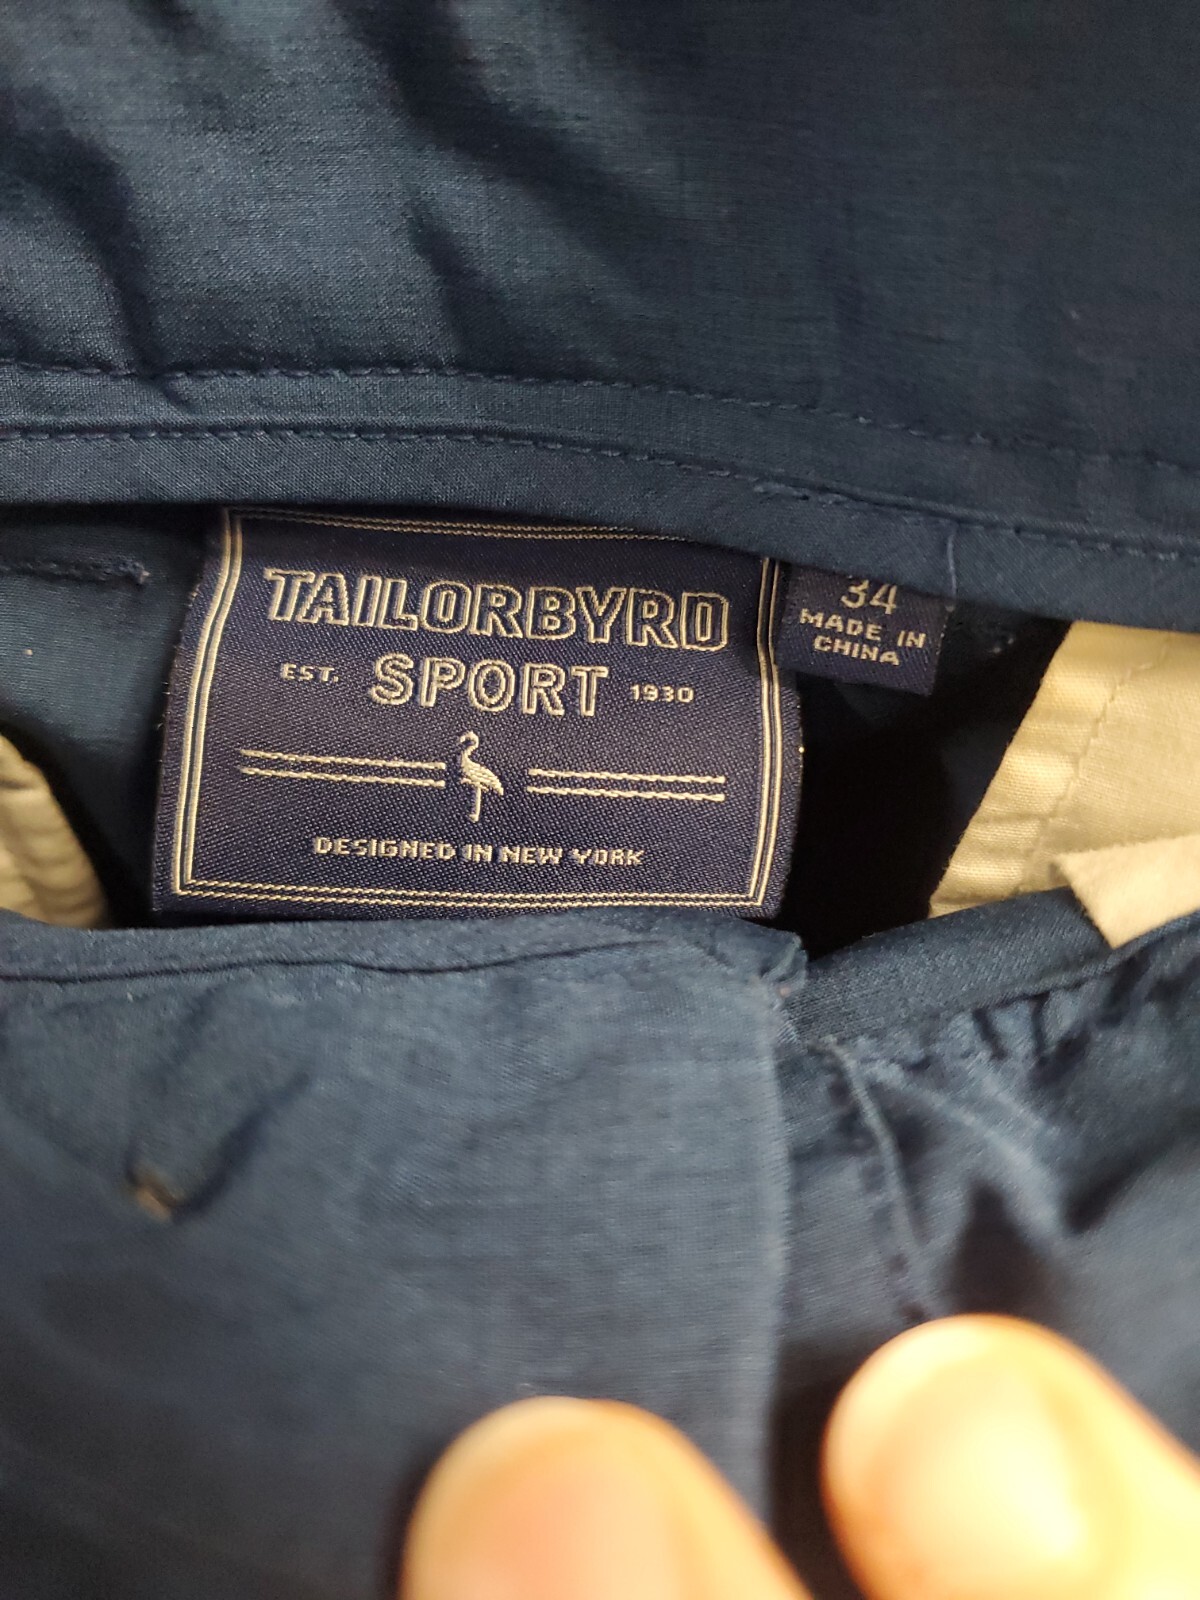 TAILORBYRD
EST. SPORT 1930
DESIGNED IN NEW YORK
34
MADE IN
CHINA